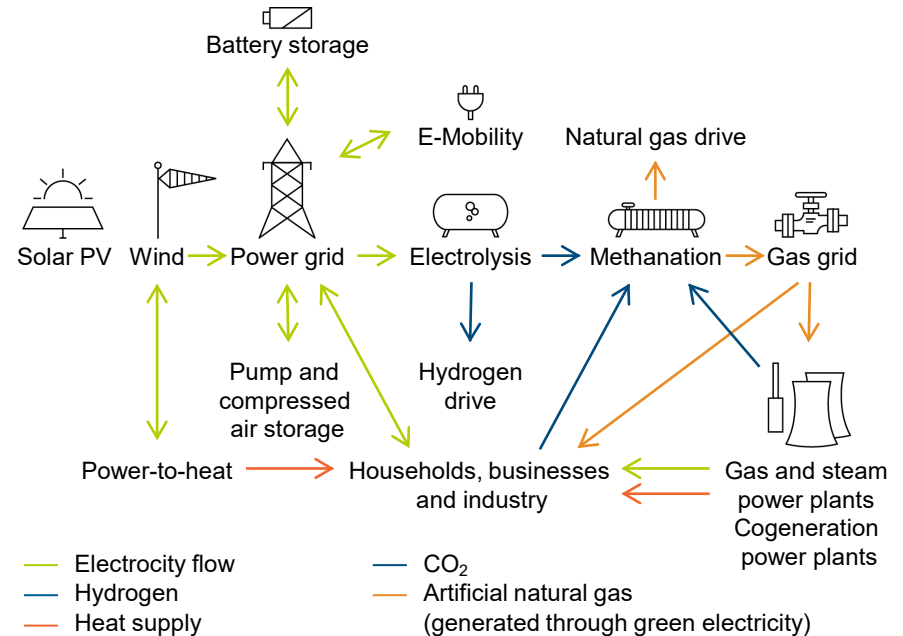 Battery storage
E-Mobility
Natural gas drive
Solar PV
Wind
Power grid
Electrolysis
Methanation
Gas grid
Pump and
compressed
air storage
Hydrogen
drive
Power-to-heat
Households, businesses
and industry
Gas and steam
power plants
Cogeneration
power plants
Electrocity flow
Hydrogen
Heat supply
CO₂
Artificial natural gas
(generated through green electricity)